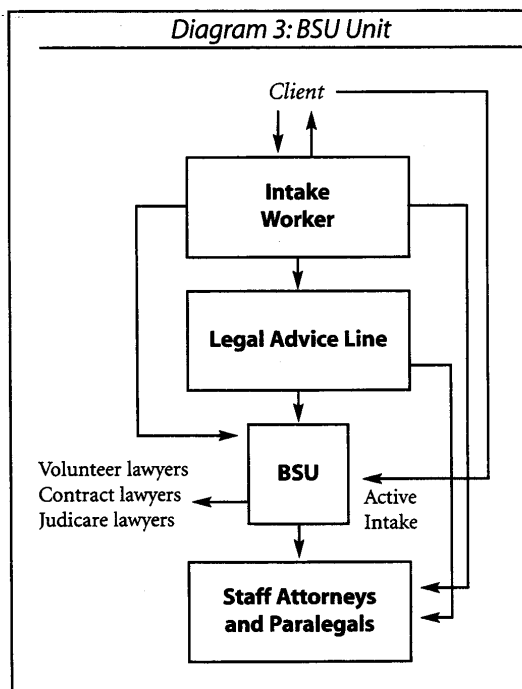 Diagram 3: BSU Unit
Client
Intake
Worker
Legal Advice Line
BSU
Volunteer lawyers
Contract lawyers
Judicare lawyers
Active
Intake
Staff Attorneys
and Paralegals